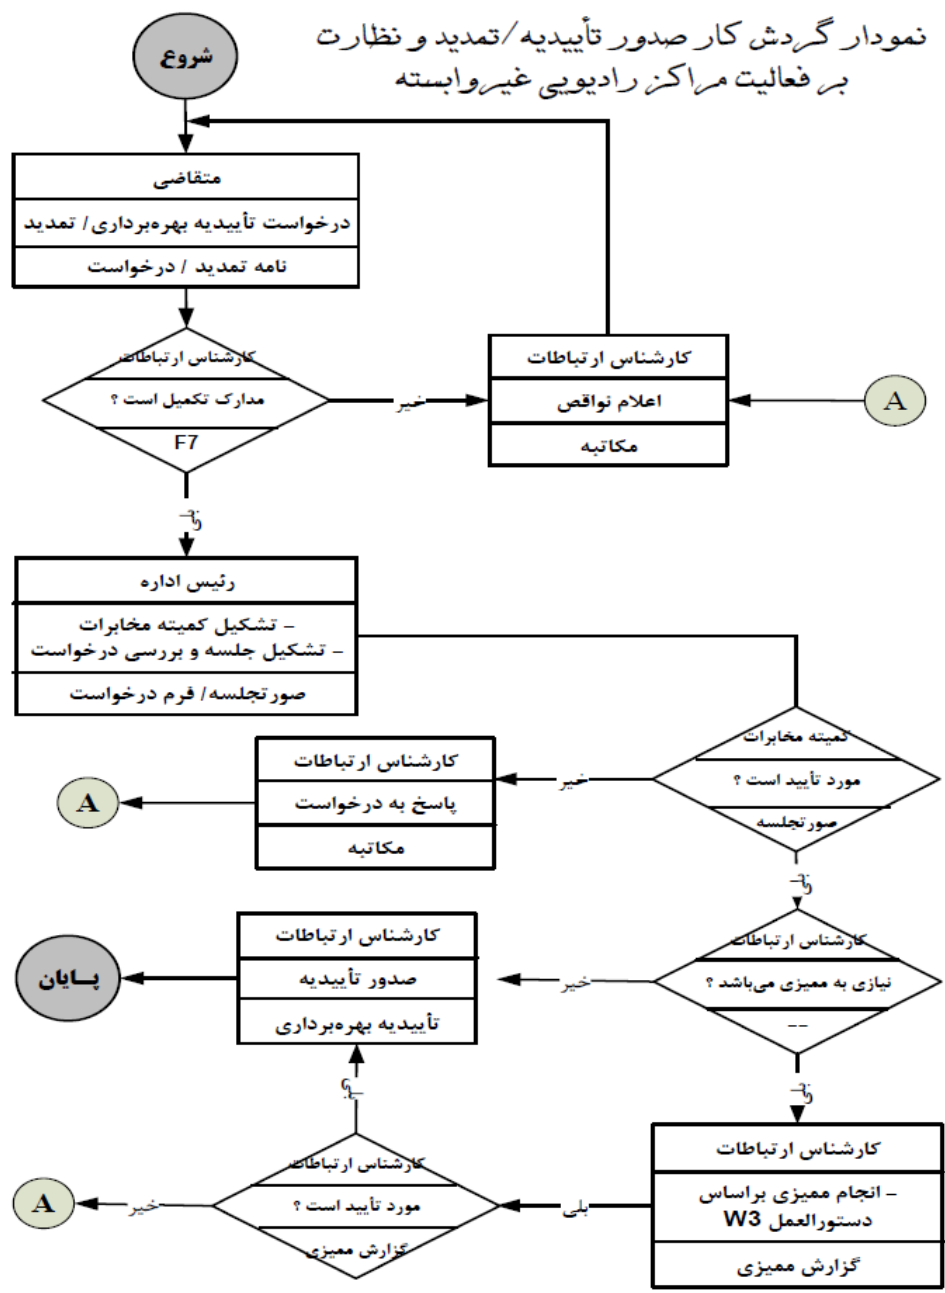 نمودار گردش کار صدور تأییدیه/تمدید و نظارت
بر فعالیت مراکز رادیویی غیروابسته
شروع
متقاضی
درخواست تأییدیه بهره‌برداری/ تمدید
نامه تمدید / درخواست
کارشناس ارتباطات
مدارک تکمیل است ؟
F7
خیر
کارشناس ارتباطات
اعلام نواقص
مکاتبه
A
بلی
رئیس اداره
– تشکیل کمیته مخابرات
– تشکیل جلسه و بررسی درخواست
صورتجلسه/ فرم درخواست
کمیته مخابرات
مورد تأیید است ؟
صورتجلسه
خیر
کارشناس ارتباطات
پاسخ به درخواست
مکاتبه
A
بلی
کارشناس ارتباطات
نیازی به ممیزی می‌باشد ؟
--
خیر
کارشناس ارتباطات
صدور تأییدیه
تأییدیه بهره‌برداری
پـایان
بلی
کارشناس ارتباطات
– انجام ممیزی براساس
دستورالعمل W3
گزارش ممیزی
بلی
کارشناس ارتباطات
مورد تأیید است ؟
گزارش ممیزی
خیر
A